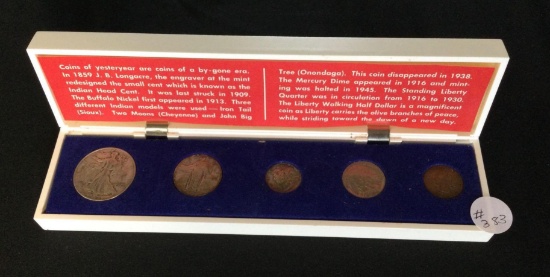 Coins of yesteryear are coins of a by-gone era.
In 1859 J. B. Longacre, the engraver at the mint
redesigned the small cent which is known as the
Indian Head Cent. It was last struck in 1909.
The Buffalo Nickel first appeared in 1913. Three
different Indian models were used — Iron Tail
(Sioux). Two Moons (Cheyenne) and John Big
Tree (Onondaga). This coin disappeared in 1938.
The Mercury Dime appeared in 1916 and mint-
ing was halted in 1945. The Standing Liberty
Quarter was in circulation from 1916 to 1930.
The Liberty Walking Half Dollar is a magnificent
coin as Liberty carries the olive branches of peace,
while striding toward the dawn of a new day.
#
383